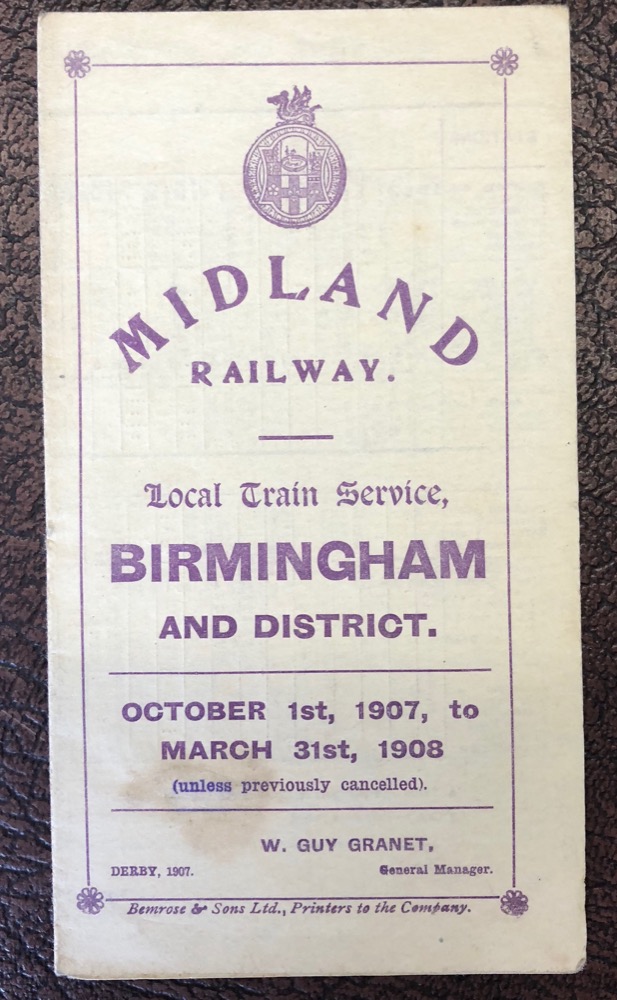 MIDLAND
RAILWAY.
Local Train Service,
BIRMINGHAM
AND DISTRICT.
OCTOBER 1st, 1907, to
MARCH 31st, 1908
(unless previously cancelled).
W. GUY GRANET,
DERBY, 1907. General Manager.
Bemrose & Sons Ltd., Printers to the Company.